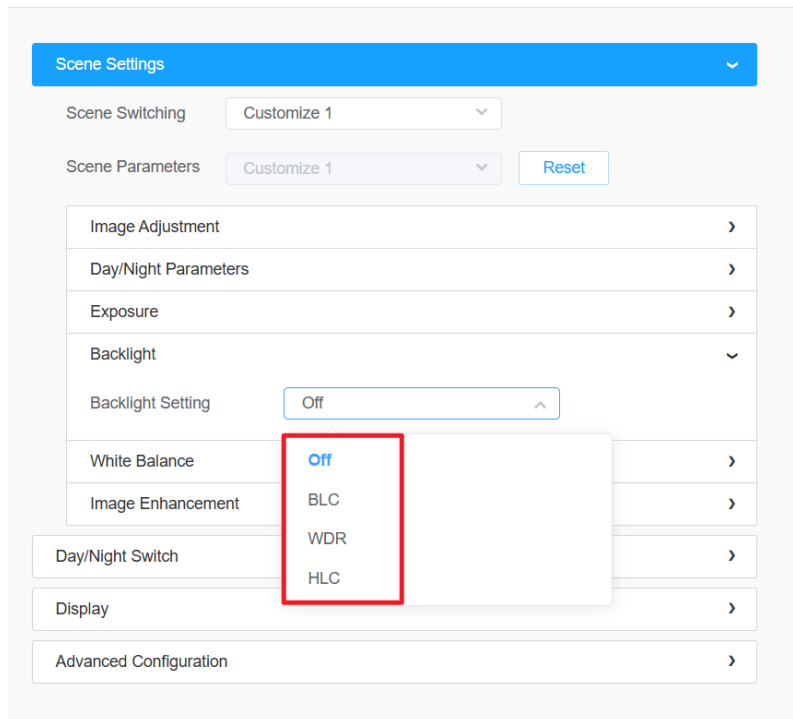 Scene Settings
Scene Switching Customize 1
Scene Parameters Customize 1 Reset
Image Adjustment
Day/Night Parameters
Exposure
Backlight
Backlight Setting Off
Off
White Balance
BLC
Image Enhancement
WDR
Day/Night Switch
HLC
Display
Advanced Configuration